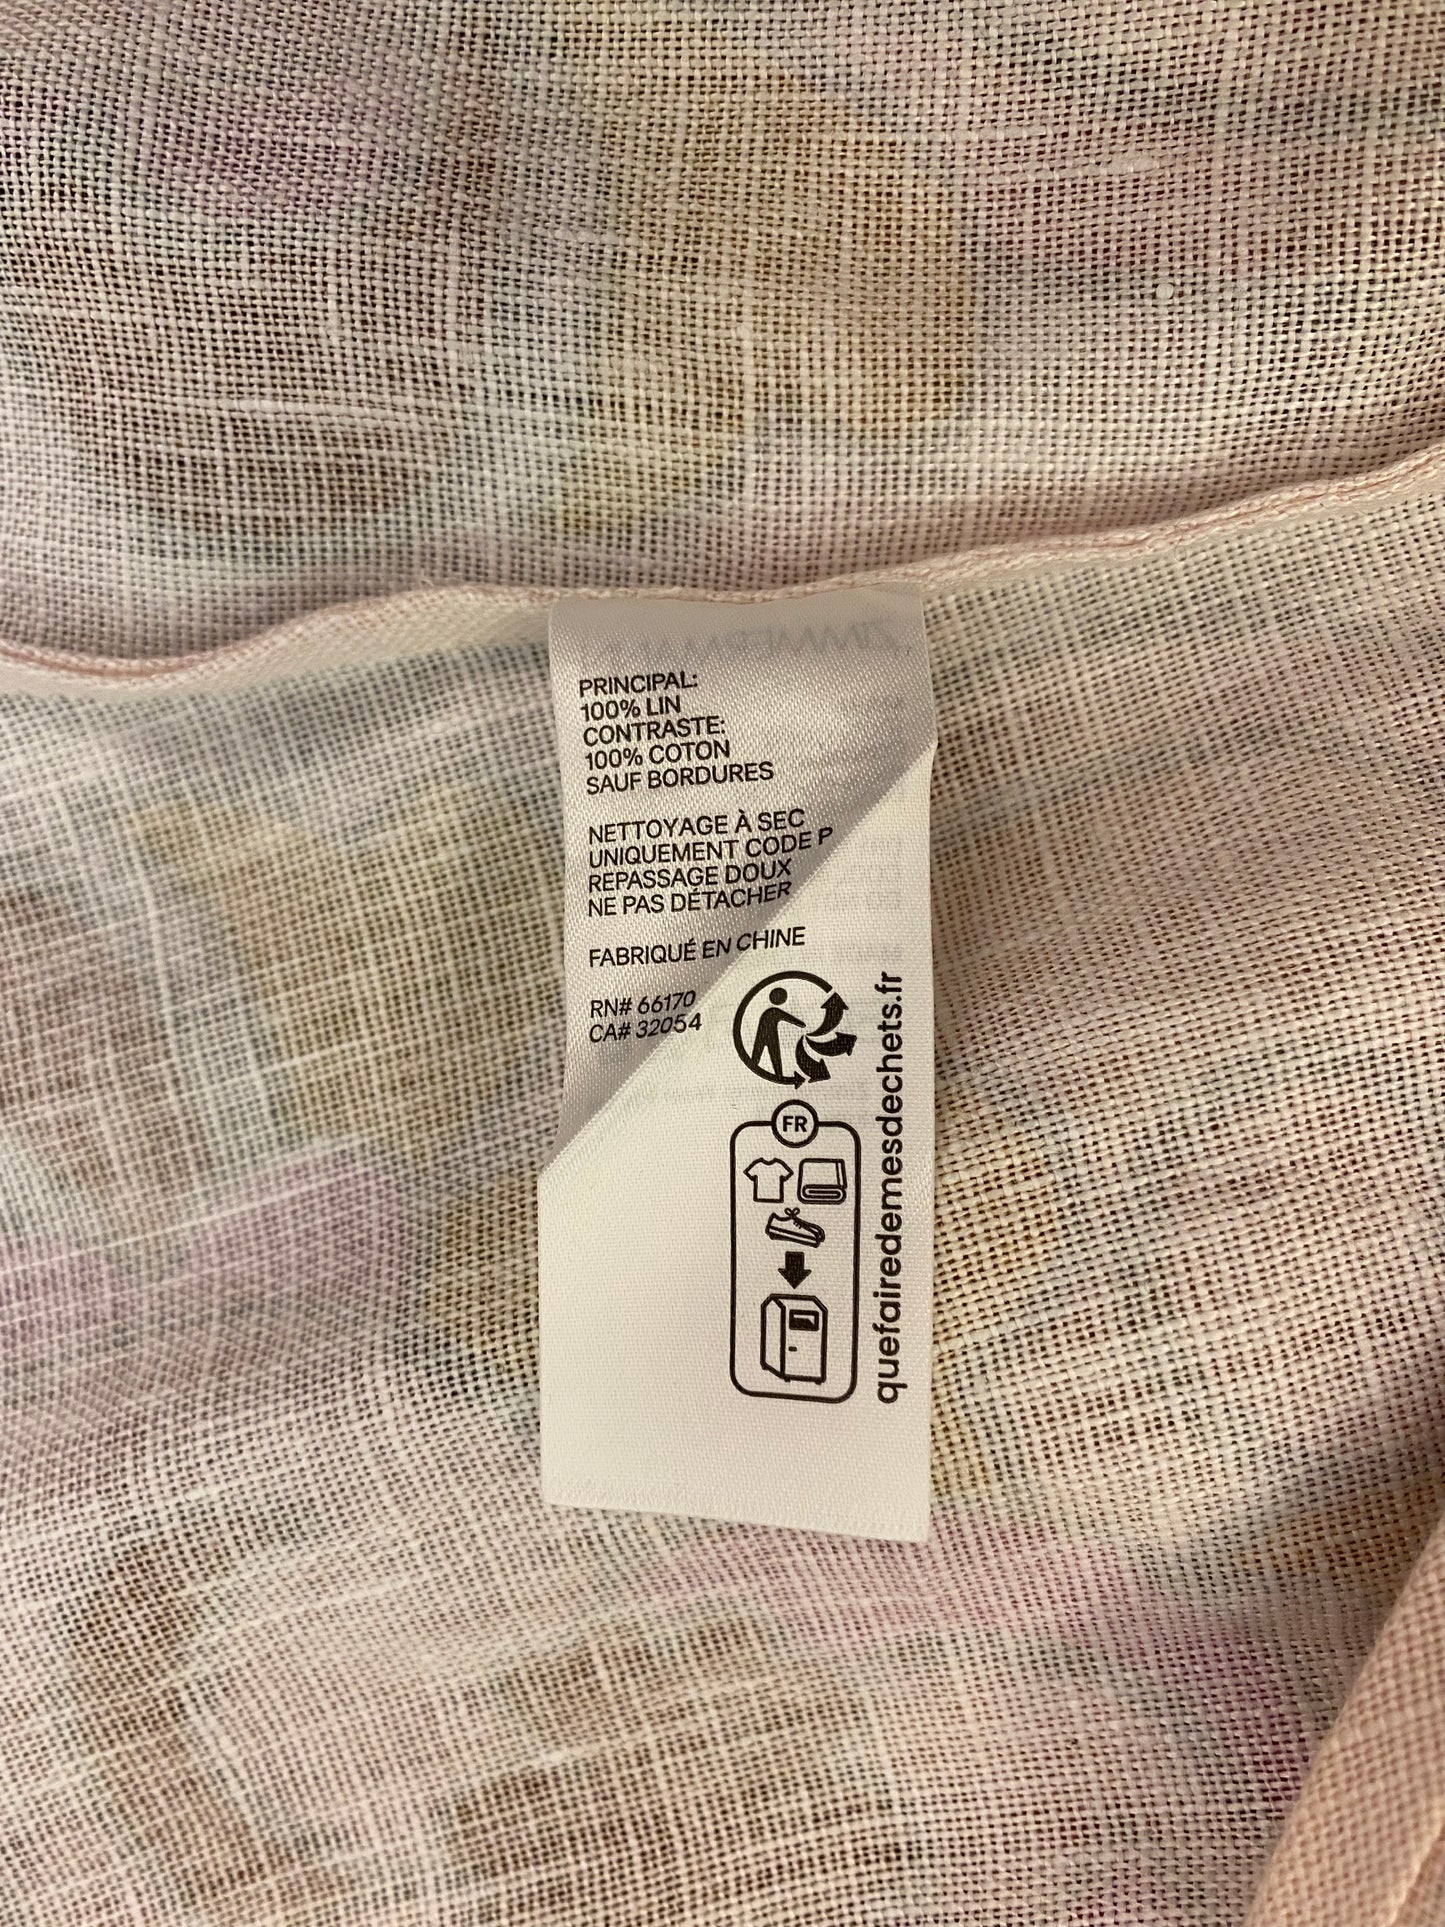 PRINCIPAL:
100% LIN
CONTRASTE:
100% COTON
SAUF BORDURES
NETTOYAGE À SEC
UNIQUEMENT CODE P
REPASSAGE DOUX
NE PAS DÉTACHER
FABRIQUÉ EN CHINE
RN# 66170
CA# 32054
FR
quefairedemesdechets.fr